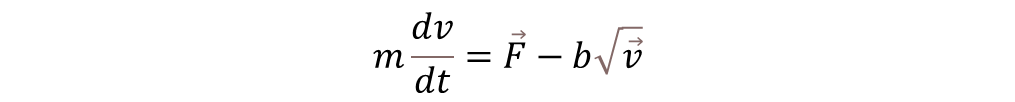 m dv/dt = F⃗ − b√v⃗